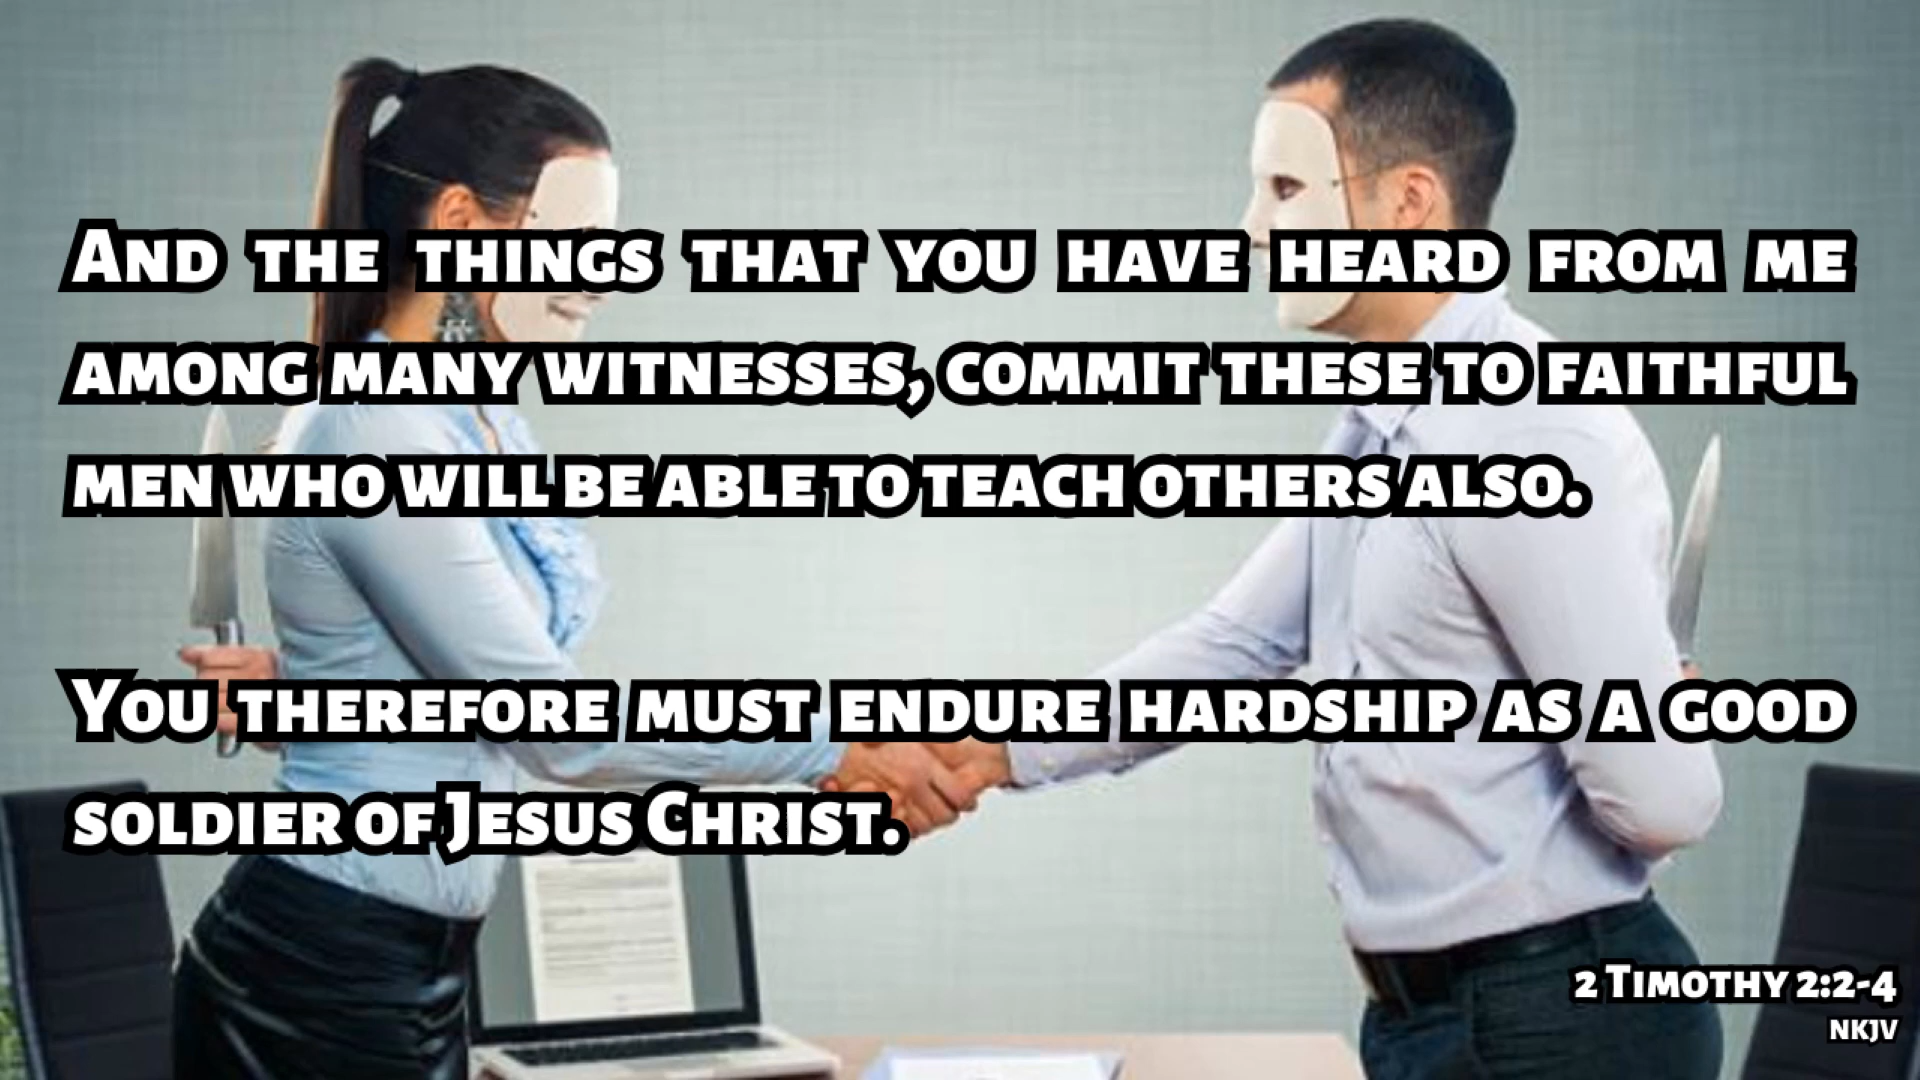 And the things that you have heard from me
among many witnesses, commit these to faithful
men who will be able to teach others also.
You therefore must endure hardship as a good
soldier of Jesus Christ.
2 Timothy 2:2-4
NKJV